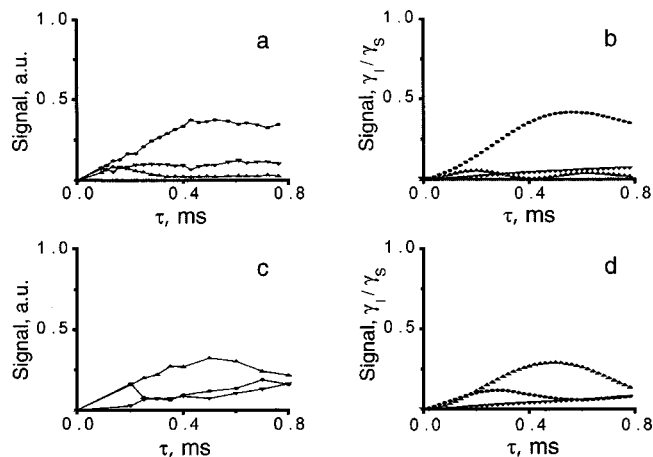 a
Signal, a.u.
1.0
0.5
0.0 0.4 0.8
τ, ms
b
Signal, γI / γS
1.0
0.5
0.0 0.4 0.8
τ, ms
c
Signal, a.u.
1.0
0.5
0.0 0.4 0.8
τ, ms
d
Signal, γI / γS
1.0
0.5
0.0 0.4 0.8
τ, ms